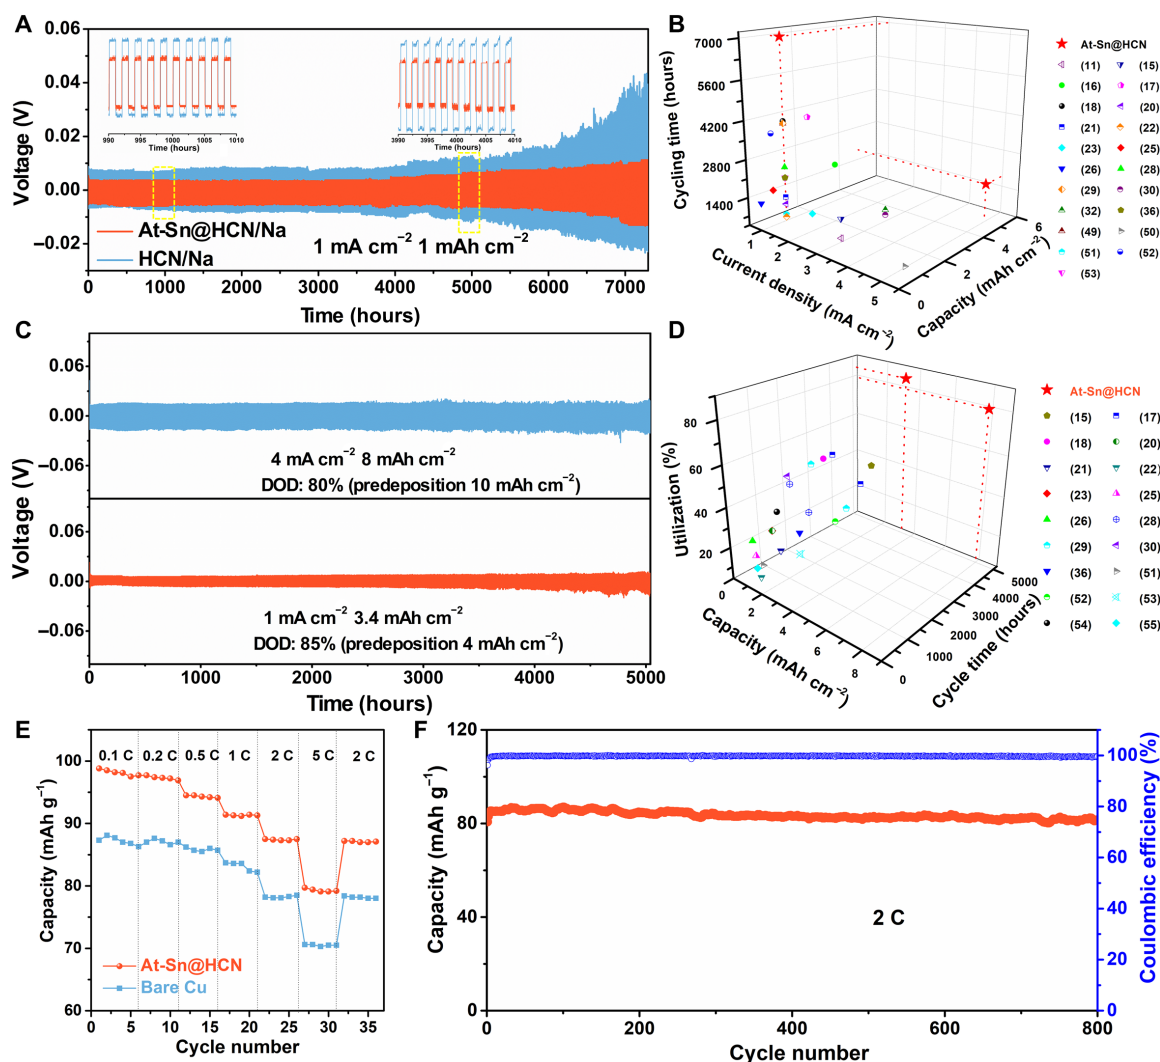 A
Voltage (V)
0.06
0.04
0.02
0.00
−0.02
990 995 1000 1005 1010
Time (hours)
3990 3995 4000 4005 4010
Time (hours)
At-Sn@HCN/Na
HCN/Na
1 mA cm−2 1 mAh cm−2
0 1000 2000 3000 4000 5000 6000 7000
Time (hours)
B
Cycling time (hours)
7000
5600
4200
2800
1400
1 2 3 4 5
Current density (mA cm−2)
0 2 4 6
Capacity (mAh cm−2)
At-Sn@HCN
(11) (15)
(16) (17)
(18) (20)
(21) (22)
(23) (25)
(26) (28)
(29) (30)
(32) (36)
(49) (50)
(51) (52)
(53)
C
Voltage (V)
0.06
0.00
−0.06
4 mA cm−2 8 mAh cm−2
DOD: 80% (predeposition 10 mAh cm−2)
0.06
0.00
−0.06
1 mA cm−2 3.4 mAh cm−2
DOD: 85% (predeposition 4 mAh cm−2)
0 1000 2000 3000 4000 5000
Time (hours)
D
Utilization (%)
80
60
40
20
0 2 4 6 8
Capacity (mAh cm−2)
0 1000 2000 3000 4000 5000
Cycle time (hours)
At-Sn@HCN
(15) (17)
(18) (20)
(21) (22)
(23) (25)
(26) (28)
(29) (30)
(36) (51)
(52) (53)
(54) (55)
E
Capacity (mAh g−1)
110
100
90
80
70
60
0.1 C 0.2 C 0.5 C 1 C 2 C 5 C 2 C
At-Sn@HCN
Bare Cu
0 5 10 15 20 25 30 35
Cycle number
F
Capacity (mAh g−1)
120
80
40
0
2 C
0 200 400 600 800
Cycle number
120
100
80
60
40
20
0
Coulombic efficiency (%)